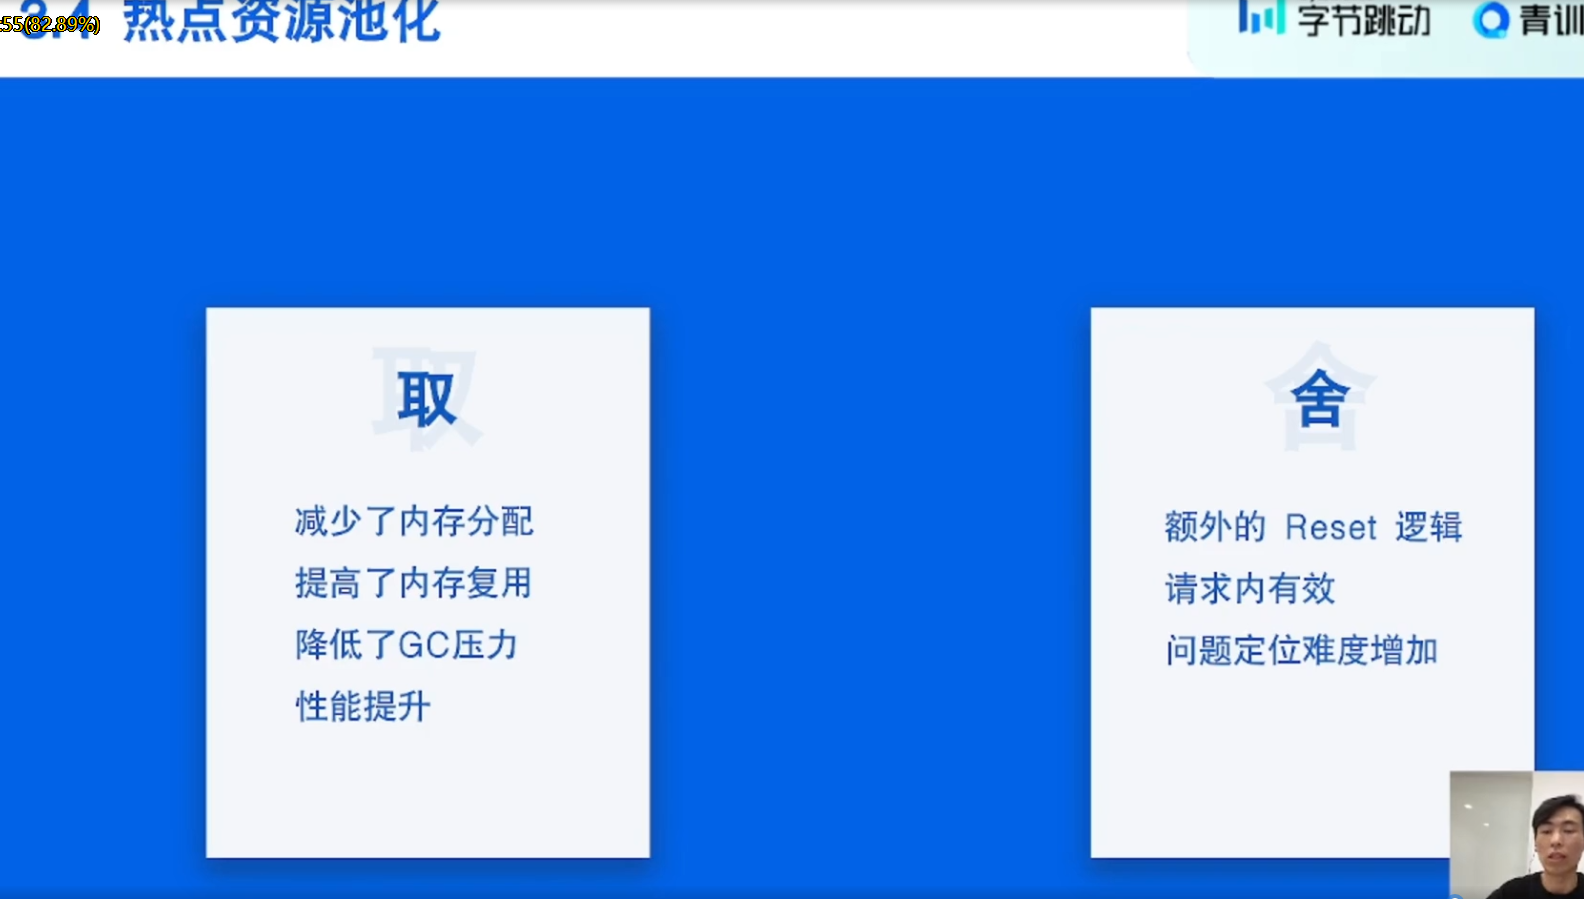 :55(82.89%)
3.4 热点资源池化
字节跳动 青训
取
减少了内存分配
提高了内存复用
降低了GC压力
性能提升
舍
额外的 Reset 逻辑
请求内有效
问题定位难度增加